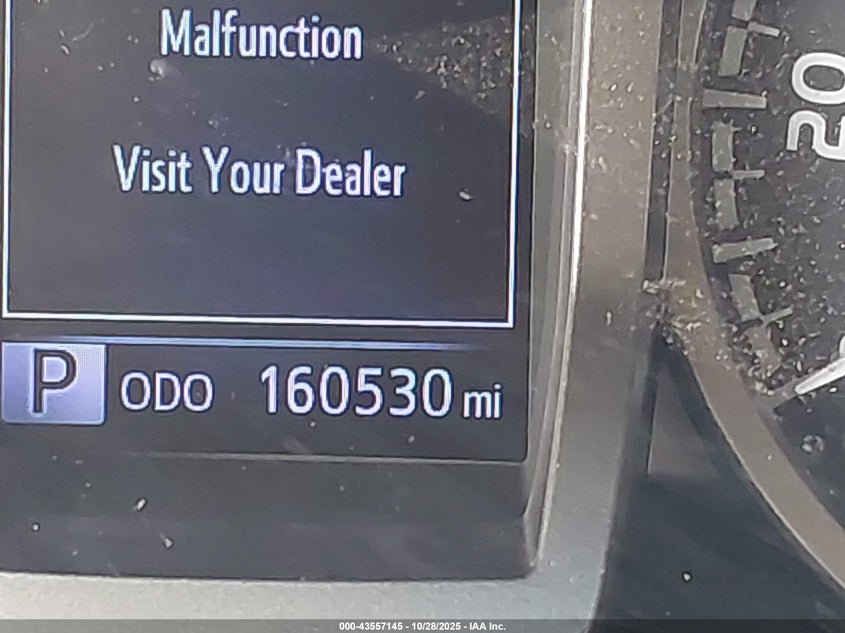 Malfunction
Visit Your Dealer
P ODO 160530 mi
20
000-43557145 - 10/28/2025 - IAA Inc.